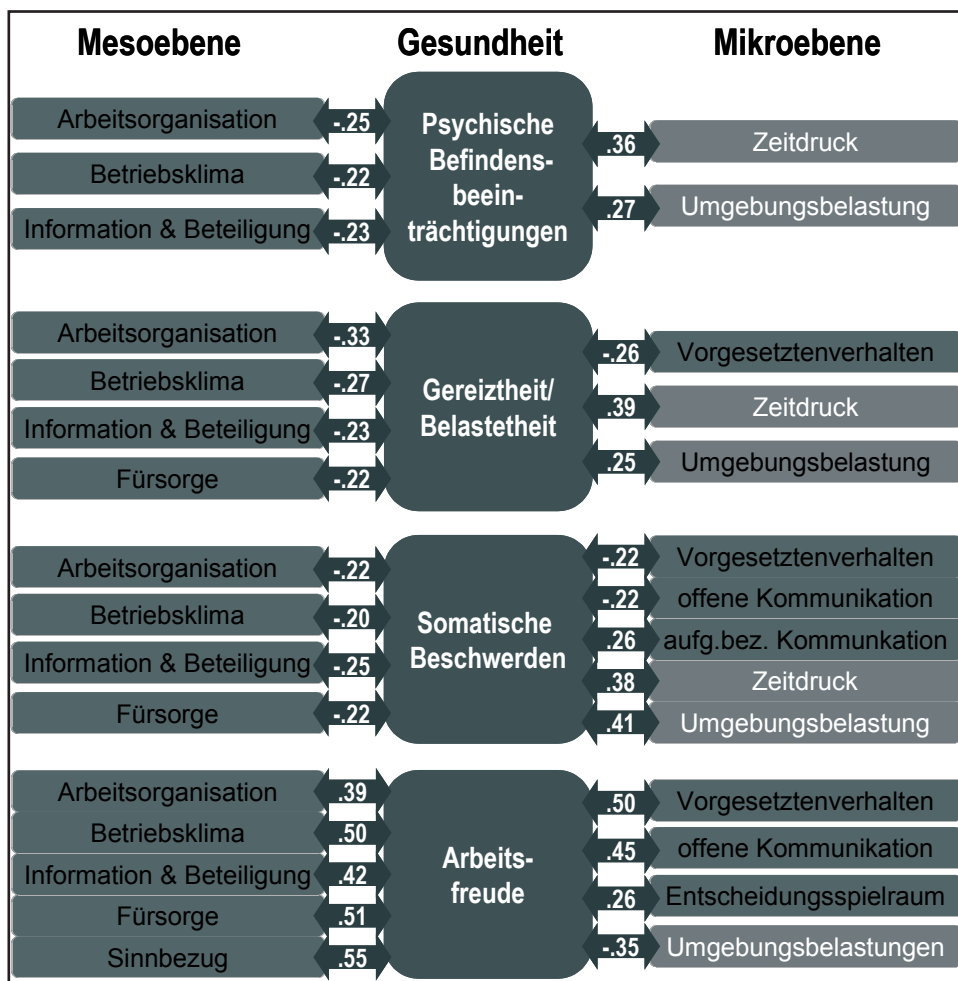 Mesoebene Gesundheit Mikroebene
Arbeitsorganisation -.25
Betriebsklima -.22
Information & Beteiligung -.23
Psychische
Befindens-
beein-
trächtigungen
.36 Zeitdruck
.27 Umgebungsbelastung
Arbeitsorganisation -.33
Betriebsklima -.27
Information & Beteiligung -.23
Fürsorge -.22
Gereiztheit/
Belastetheit
-.26 Vorgesetztenverhalten
.39 Zeitdruck
.25 Umgebungsbelastung
Arbeitsorganisation -.22
Betriebsklima -.20
Information & Beteiligung -.25
Fürsorge -.22
Somatische
Beschwerden
-.22 Vorgesetztenverhalten
-.22 offene Kommunikation
.26 aufg.bez. Kommunkation
.38 Zeitdruck
.41 Umgebungsbelastung
Arbeitsorganisation .39
Betriebsklima .50
Information & Beteiligung .42
Fürsorge .51
Sinnbezug .55
Arbeits-
freude
.50 Vorgesetztenverhalten
.45 offene Kommunikation
.26 Entscheidungsspielraum
-.35 Umgebungsbelastungen